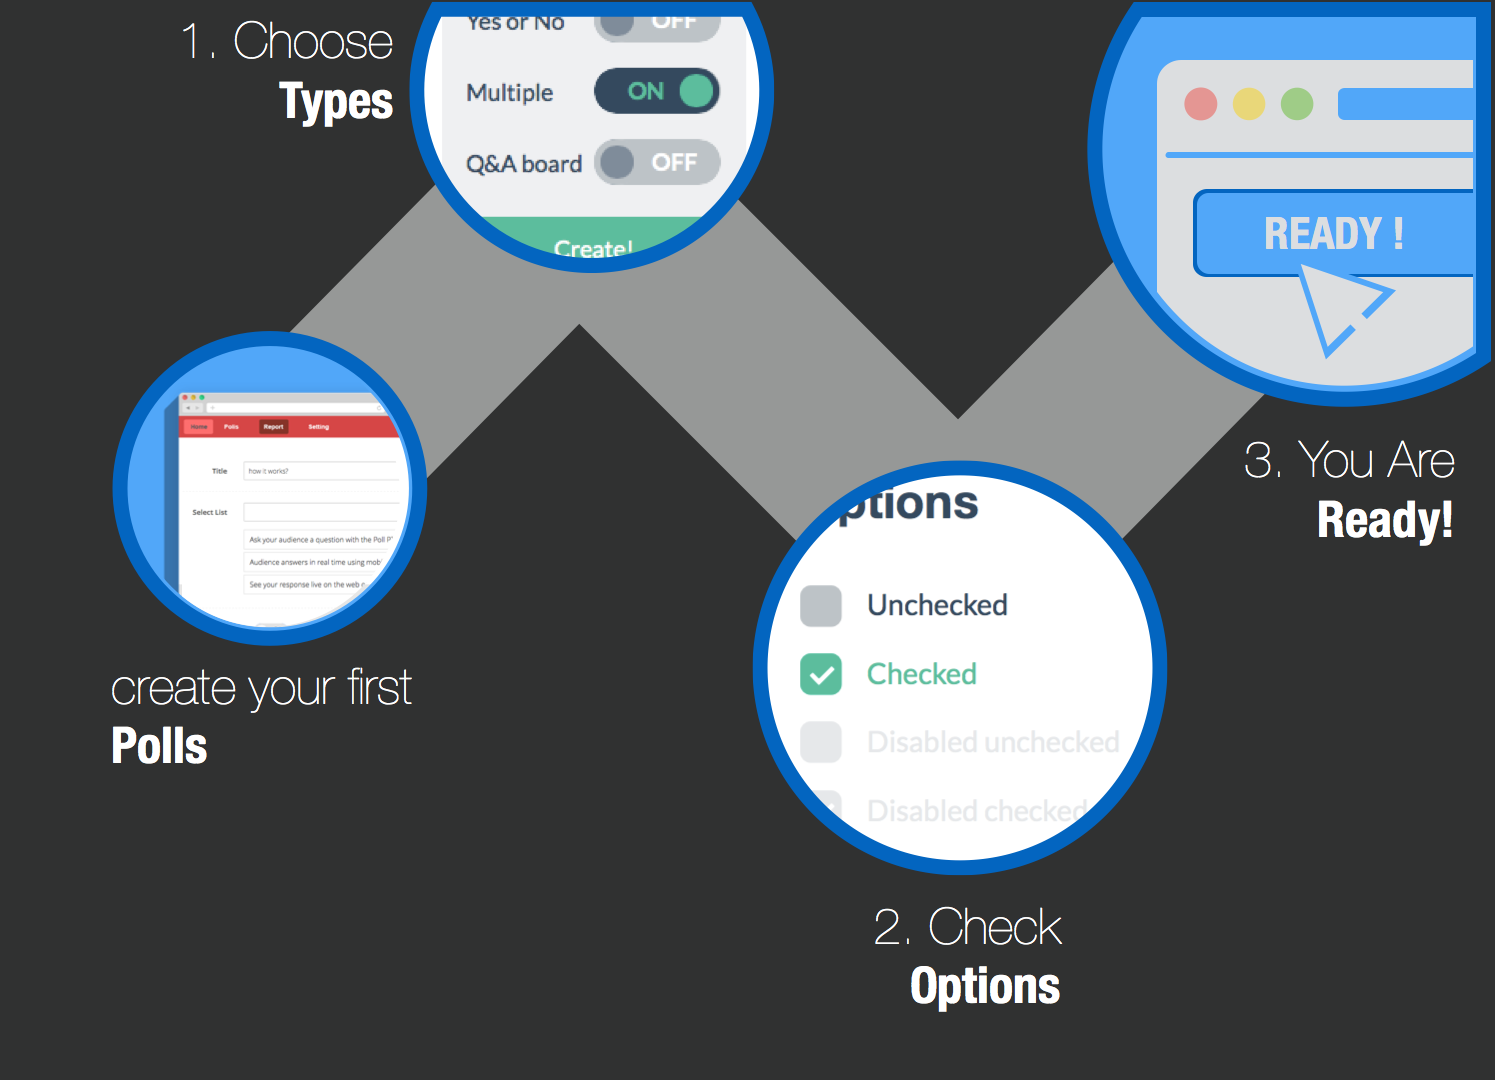 1. Choose
Types
Yes or No OFF
Multiple ON
Q&A board OFF
Create!
READY !
Home Polls Report Setting
Title how it works?
Select List
Ask your audience a question with the Poll
Audience answers in real time using
See your response live on the web
create your first
Polls
ptions
Unchecked
Checked
Disabled unchecked
Disabled checked
2. Check
Options
3. You Are
Ready!